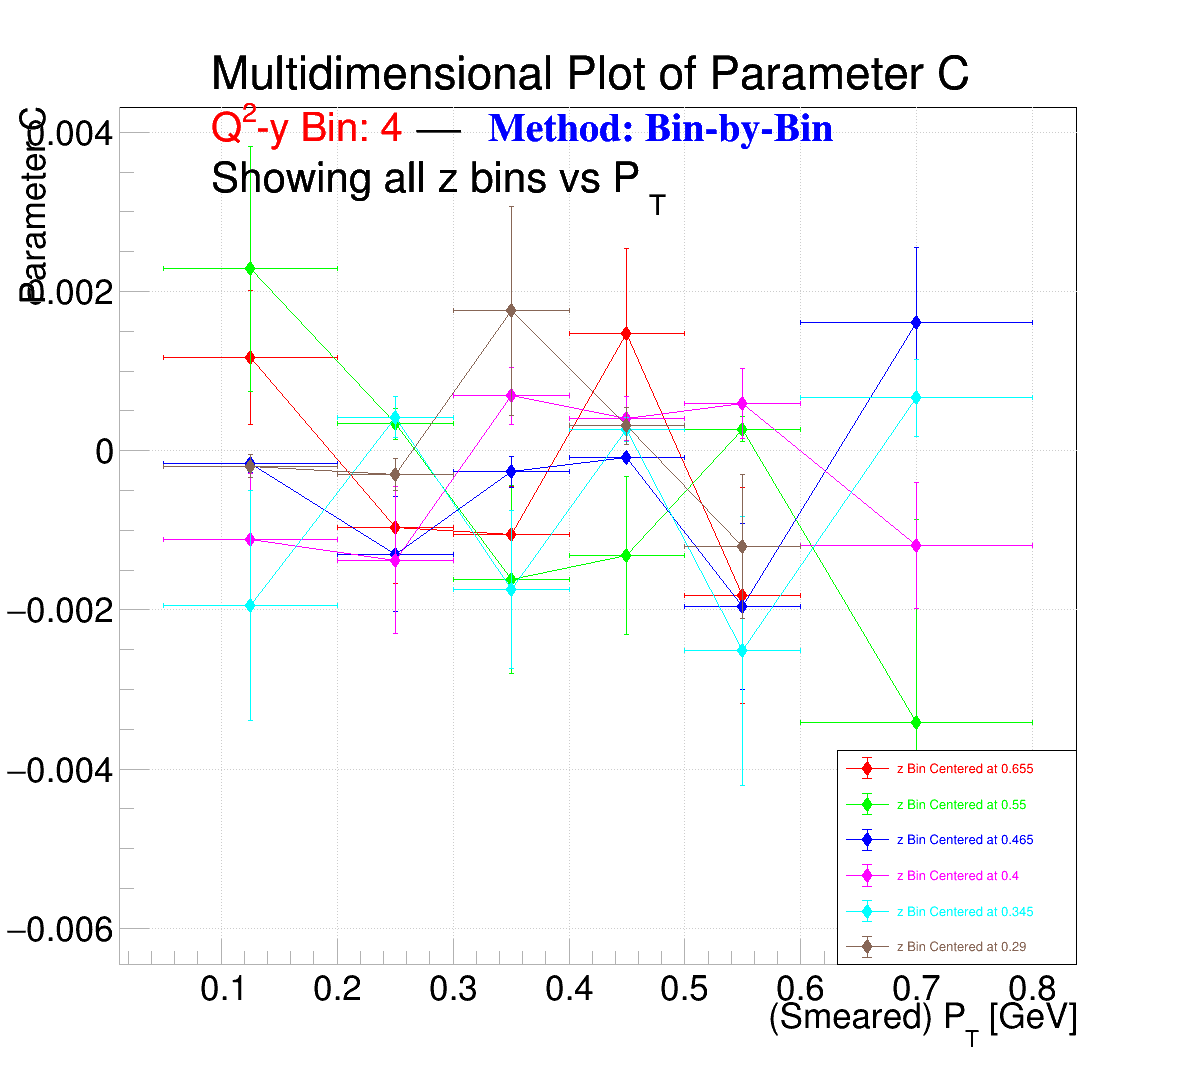 Multidimensional Plot of Parameter C
Q²-y Bin: 4 — Method: Bin-by-Bin
Showing all z bins vs P_T
Parameter C
0.004
0.002
0
−0.002
−0.004
−0.006
z Bin Centered at 0.655
z Bin Centered at 0.55
z Bin Centered at 0.465
z Bin Centered at 0.4
z Bin Centered at 0.345
z Bin Centered at 0.29
0.1 0.2 0.3 0.4 0.5 0.6 0.7 0.8
(Smeared) P_T [GeV]